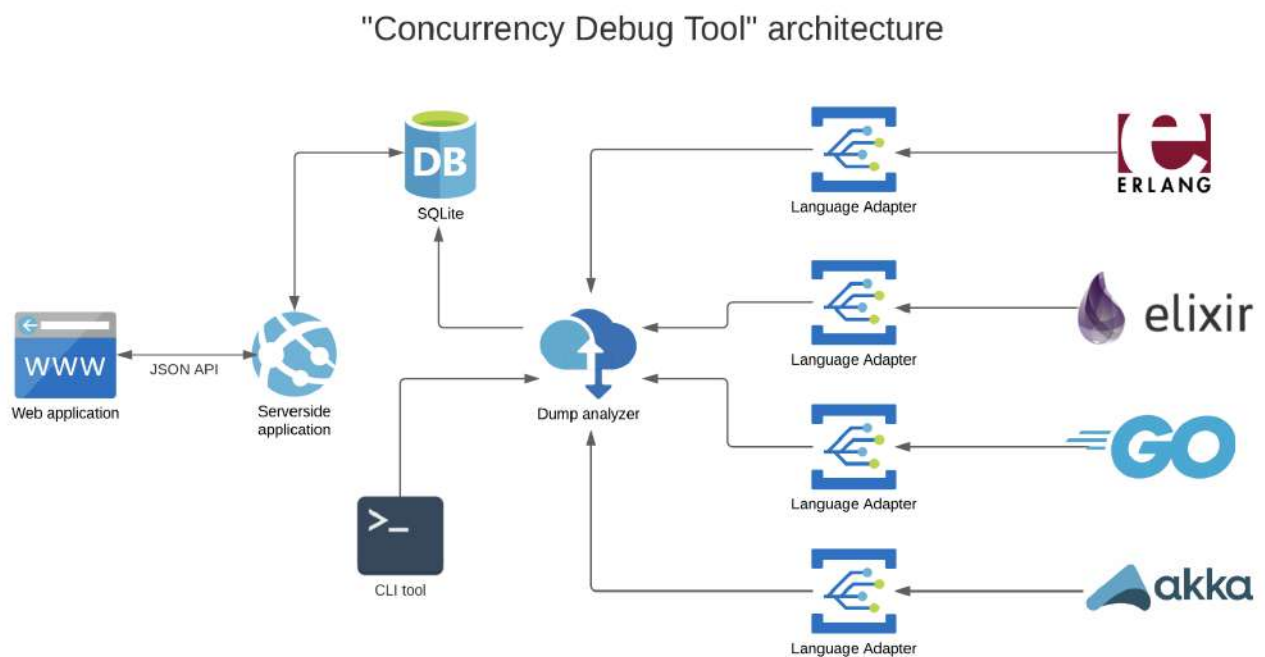 "Concurrency Debug Tool" architecture
DB
SQLite
Language Adapter
e
ERLANG
Language Adapter
elixir
WWW
Web application
JSON API
Serverside
application
Dump analyzer
Language Adapter
GO
>_
CLI tool
Language Adapter
akka